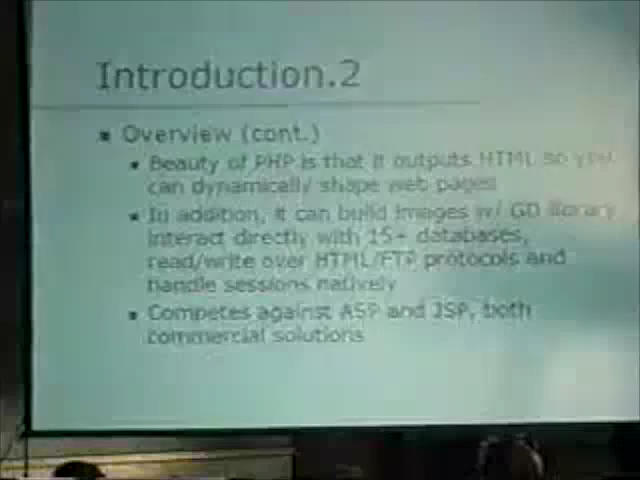 Introduction.2
Overview (cont.)
Beauty of PHP is that it outputs HTML so you
can dynamically shape web pages
In addition, it can build images w/ GD library
interact directly with 15+ databases,
read/write over HTML/FTP protocols and
handle sessions natively
Competes against ASP and JSP, both
commercial solutions